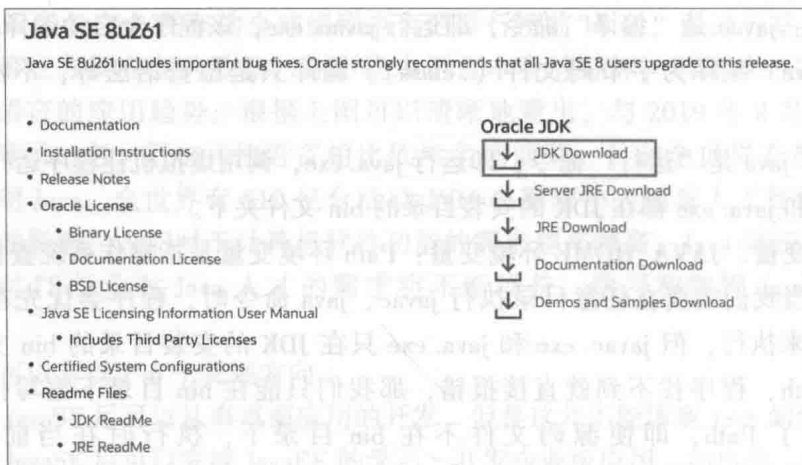 Java SE 8u261
Java SE 8u261 includes important bug fixes. Oracle strongly recommends that all Java SE 8 users upgrade to this release.
• Documentation
• Installation Instructions
• Release Notes
• Oracle License
• Binary License
• Documentation License
• BSD License
• Java SE Licensing Information User Manual
• Includes Third Party Licenses
• Certified System Configurations
• Readme Files
• JDK ReadMe
• JRE ReadMe
Oracle JDK
JDK Download
Server JRE Download
JRE Download
Documentation Download
Demos and Samples Download